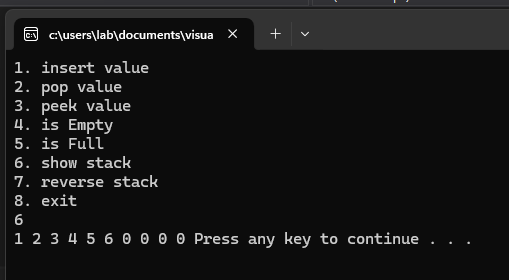 c:\users\lab\documents\visua
1. insert value
2. pop value
3. peek value
4. is Empty
5. is Full
6. show stack
7. reverse stack
8. exit
6
1 2 3 4 5 6 0 0 0 0 Press any key to continue . . .